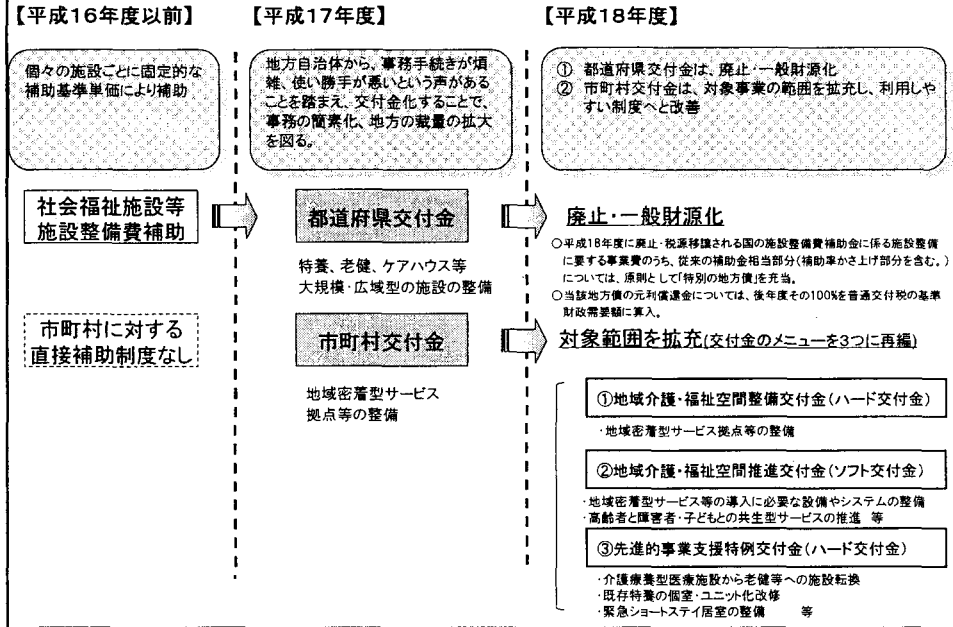 【平成16年度以前】
【平成17年度】
【平成18年度】
個々の施設ごとに固定的な
補助基準単価により補助
地方自治体から、事務手続きが煩
雑、使い勝手が悪いという声がある
ことを踏まえ、交付金化することで、
事務の簡素化、地方の裁量の拡大
を図る。
① 都道府県交付金は、廃止・一般財源化
② 市町村交付金は、対象事業の範囲を拡充し、利用しや
すい制度へと改善
社会福祉施設等
施設整備費補助
都道府県交付金
特養、老健、ケアハウス等
大規模・広域型の施設の整備
廃止・一般財源化
○平成18年度に廃止・税源移譲される国の施設整備費補助金に係る施設整備
に要する事業費のうち、従来の補助金相当部分(補助率かさ上げ部分を含む。)
については、原則として「特別の地方債」を充当。
○当該地方債の元利償還金については、後年度その100%を普通交付税の基準
財政需要額に算入。
市町村に対する
直接補助制度なし
市町村交付金
地域密着型サービス
拠点等の整備
対象範囲を拡充(交付金のメニューを3つに再編)
①地域介護・福祉空間整備交付金(ハード交付金)
・地域密着型サービス拠点等の整備
②地域介護・福祉空間推進交付金(ソフト交付金)
・地域密着型サービス等の導入に必要な設備やシステムの整備
・高齢者と障害者・子どもとの共生型サービスの推進 等
③先進的事業支援特例交付金(ハード交付金)
・介護療養型医療施設から老健等への施設転換
・既存特養の個室・ユニット化改修
・緊急ショートステイ居室の整備 等